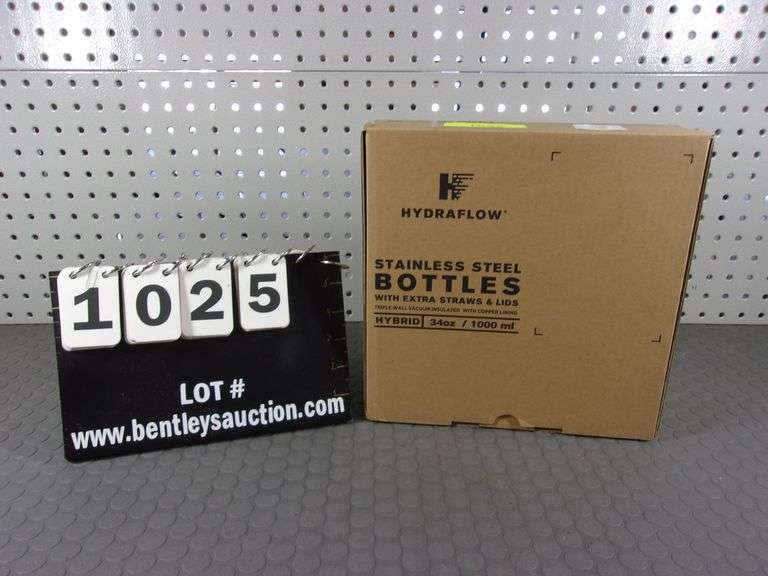 1025
LOT #
www.bentleysauction.com
H
HYDRAFLOW
STAINLESS STEEL
BOTTLES
WITH EXTRA STRAWS & LIDS
TRIPLE WALL VACUUM INSULATED WITH COPPER LINING
HYBRID 34oz / 1000 ml